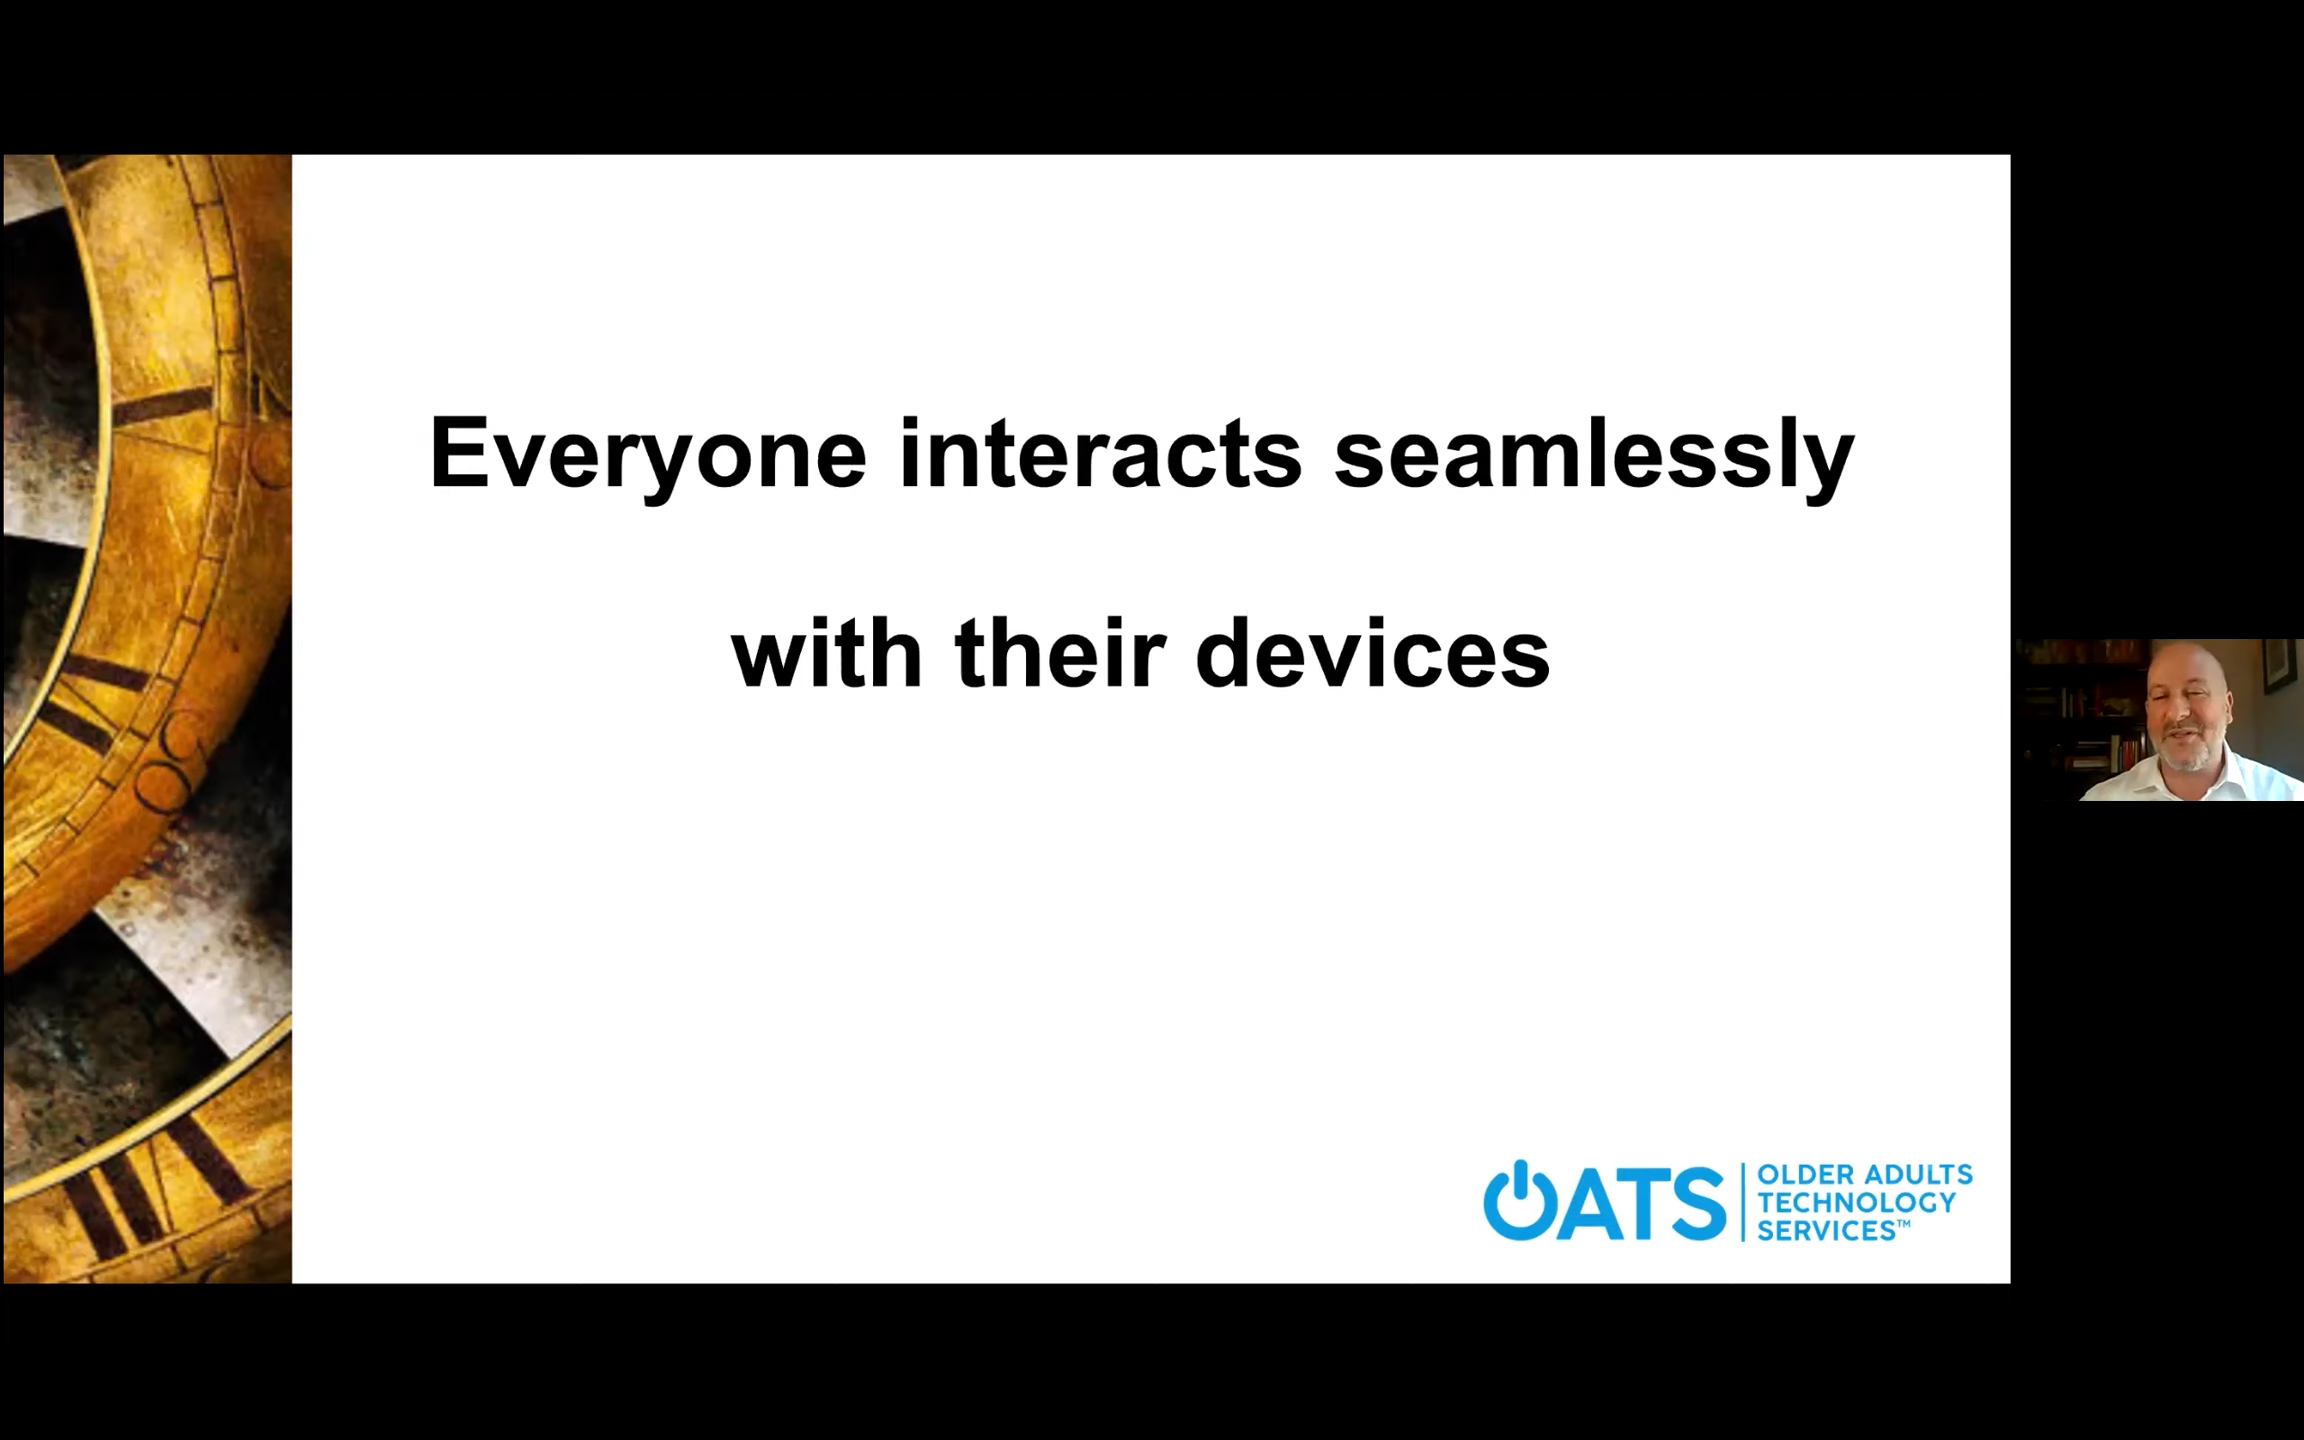 Everyone interacts seamlessly
with their devices
OATS
OLDER ADULTS
TECHNOLOGY
SERVICES™